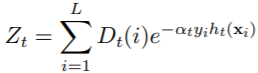 Z_t = \sum_{i=1}^{L} D_t(i) e^{-\alpha_t y_i h_t(\mathbf{x}_i)}